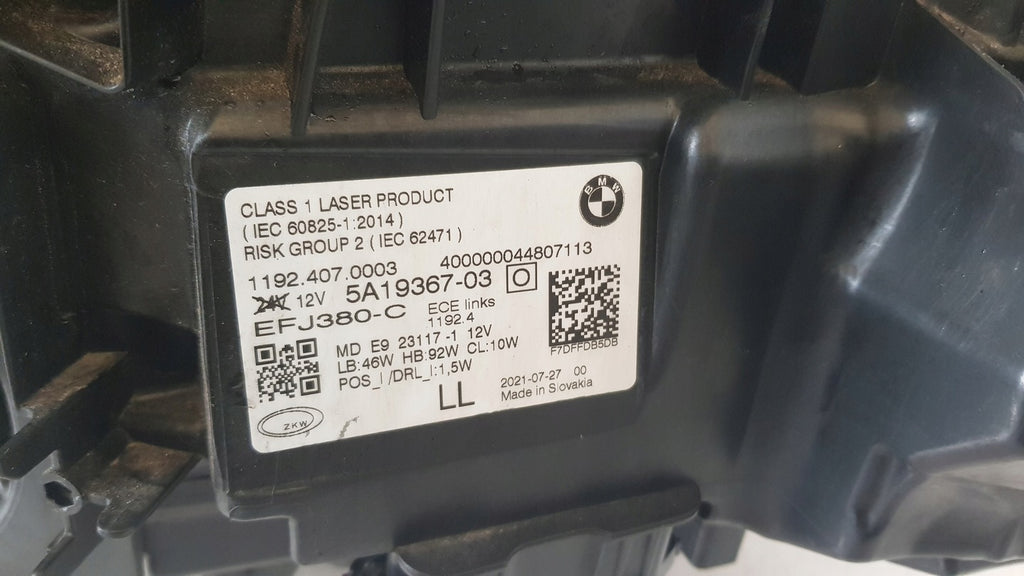 CLASS 1 LASER PRODUCT
( IEC 60825-1:2014 )
RISK GROUP 2 ( IEC 62471 )
BMW
1192.407.0003 400000044807113
24V 12V 5A19367-03 O
EFJ380-C ECE links
1192.4
MD E9 23117 -1 12V
LB:46W HB:92W CL:10W
POS_I /DRL_I:1,5W
F7DFFDB5DB
LL
2021-07-27 00
Made in Slovakia
ZKW